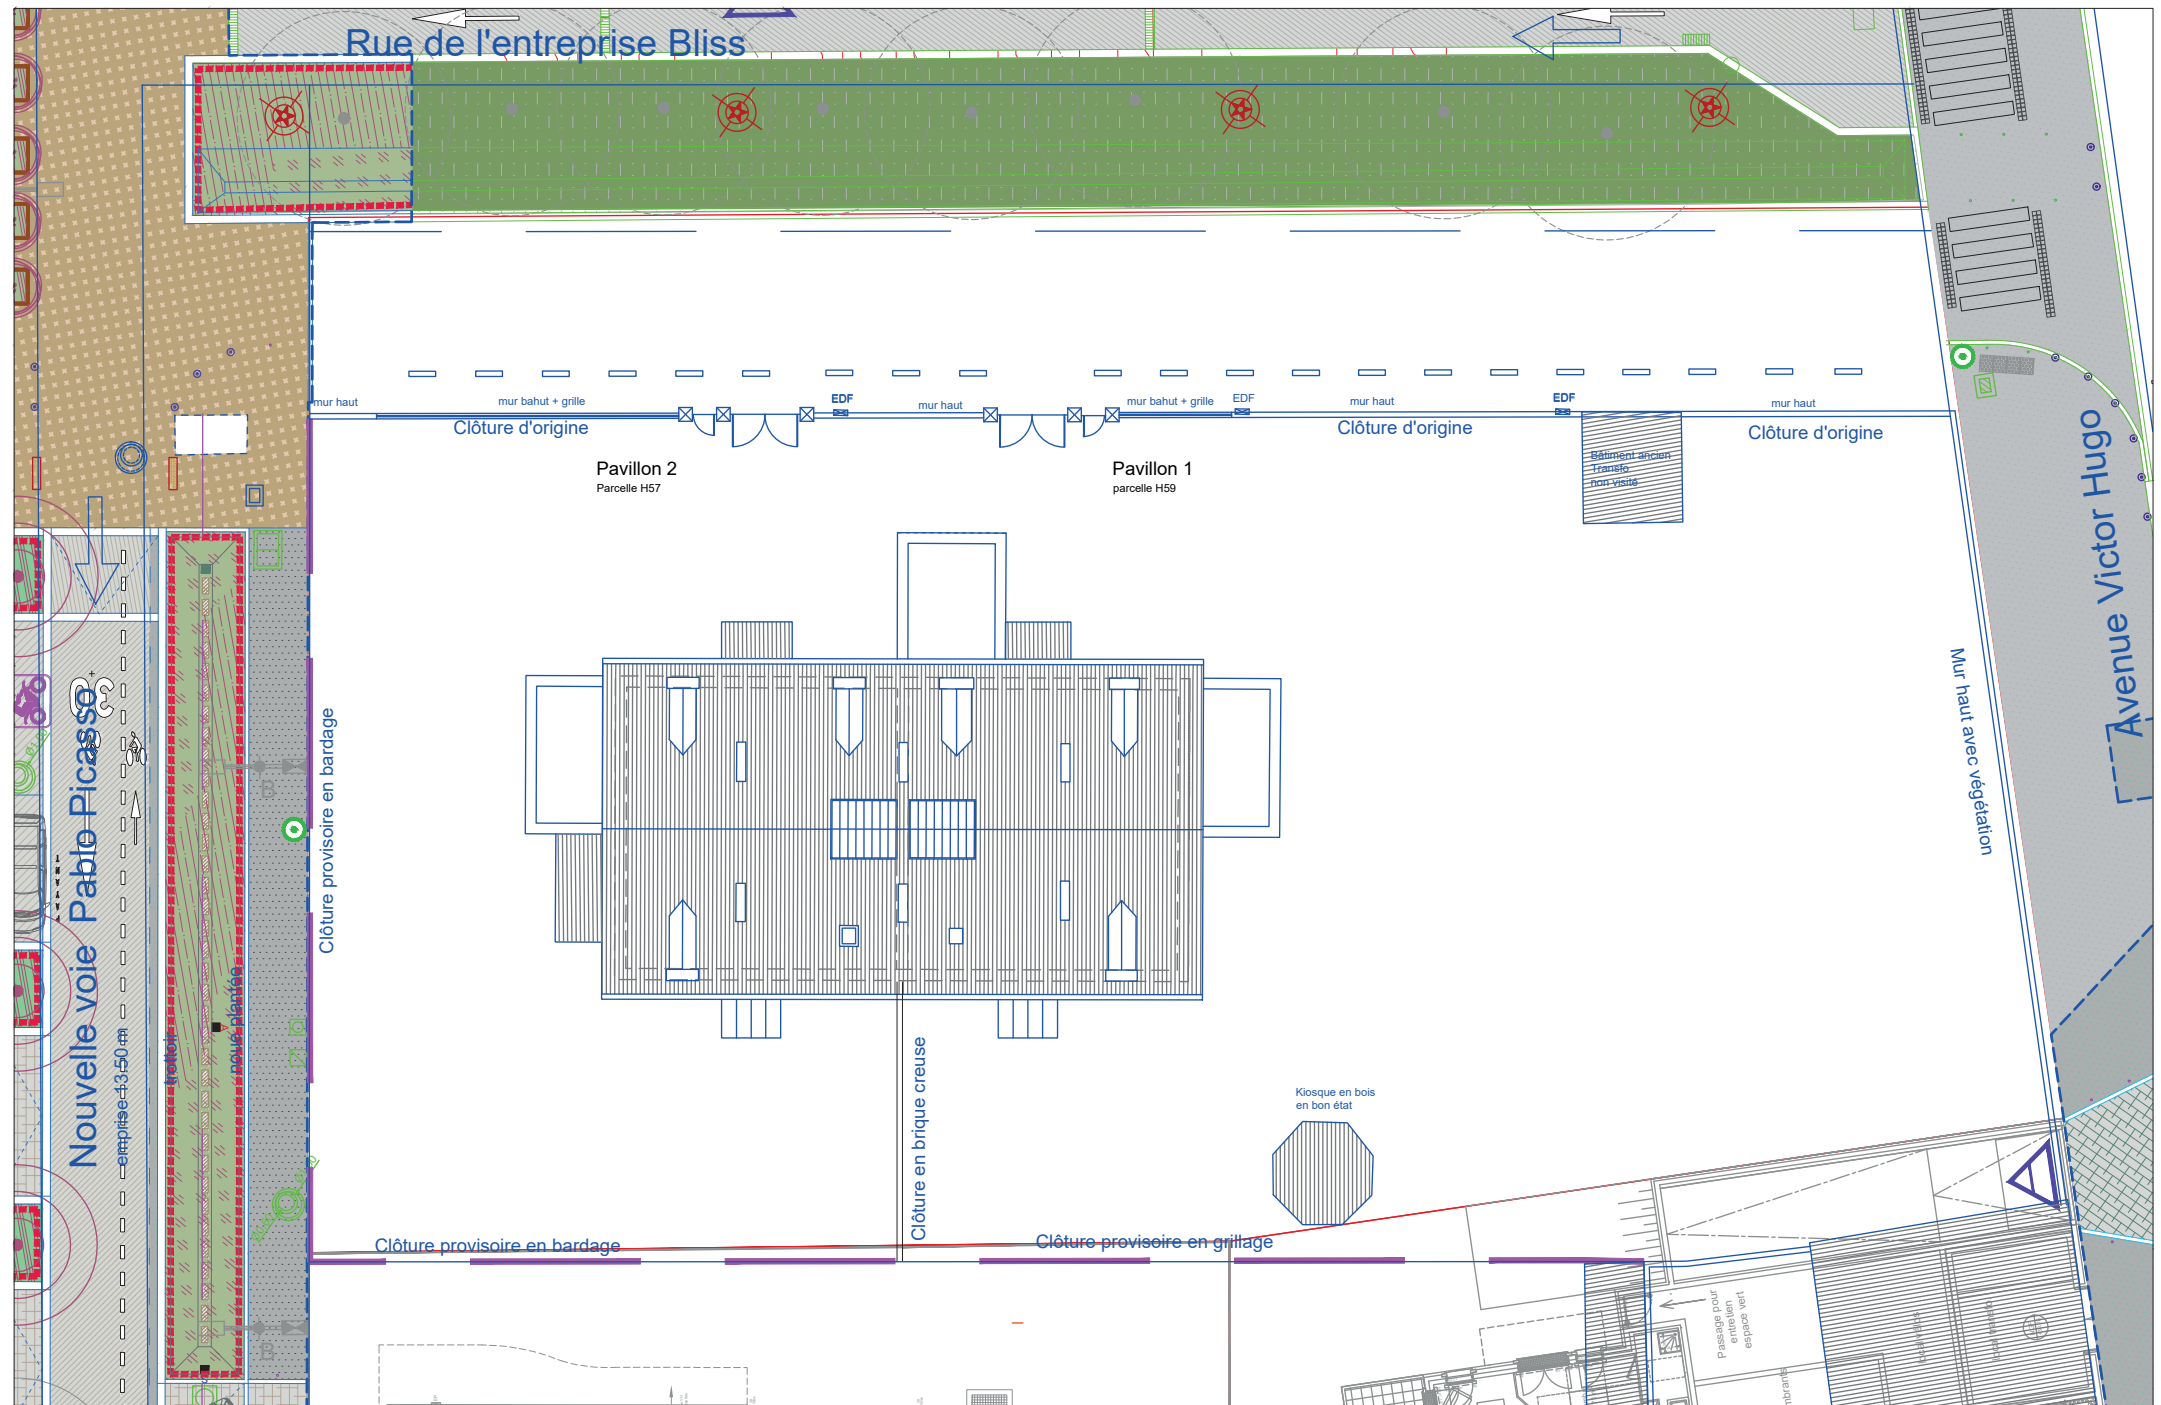 Rue de l'entreprise Bliss
mur haut
mur bahut + grille
EDF
mur haut
mur bahut + grille
EDF
mur haut
EDF
mur haut
Clôture d'origine
Clôture d'origine
Clôture d'origine
Pavillon 2
Parcelle H57
Pavillon 1
parcelle H59
Bâtiment ancien
Transfo
non visité
Avenue Victor Hugo
Mur haut avec végétation
Nouvelle voie Pablo Picasso
emprise 13.50 m
trottoir
noue plantée
30
B
B
Clôture provisoire en bardage
Clôture en brique creuse
Kiosque en bois
en bon état
Clôture provisoire en bardage
Clôture provisoire en grillage
Passage pour
entretien
espace vert